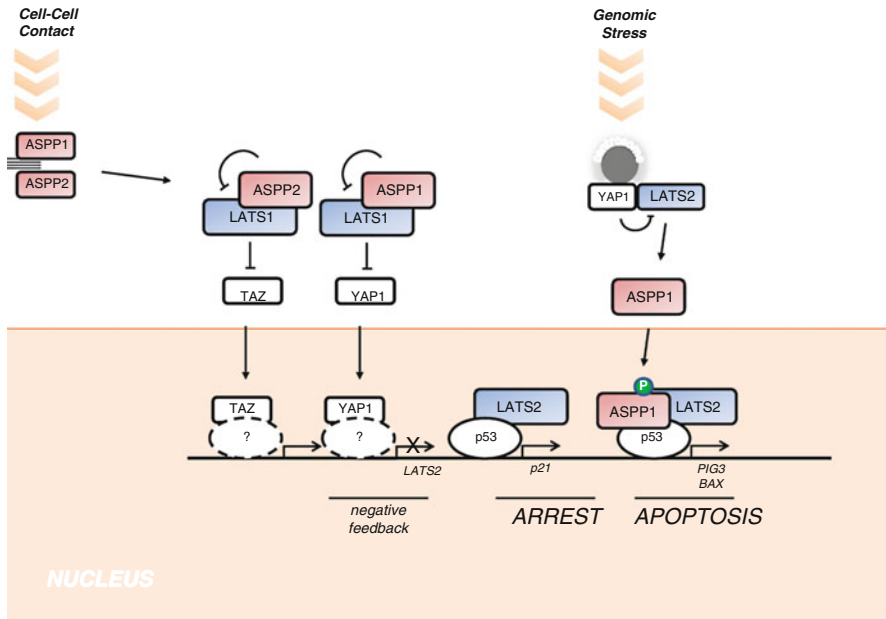 Cell-Cell
Contact
Genomic
Stress
ASPP1
ASPP2
ASPP2
LATS1
ASPP1
LATS1
YAP1
LATS2
TAZ
YAP1
ASPP1
TAZ
?
YAP1
?
X
LATS2
LATS2
p53
p21
P
ASPP1
LATS2
p53
PIG3
BAX
negative
feedback
ARREST
APOPTOSIS
NUCLEUS